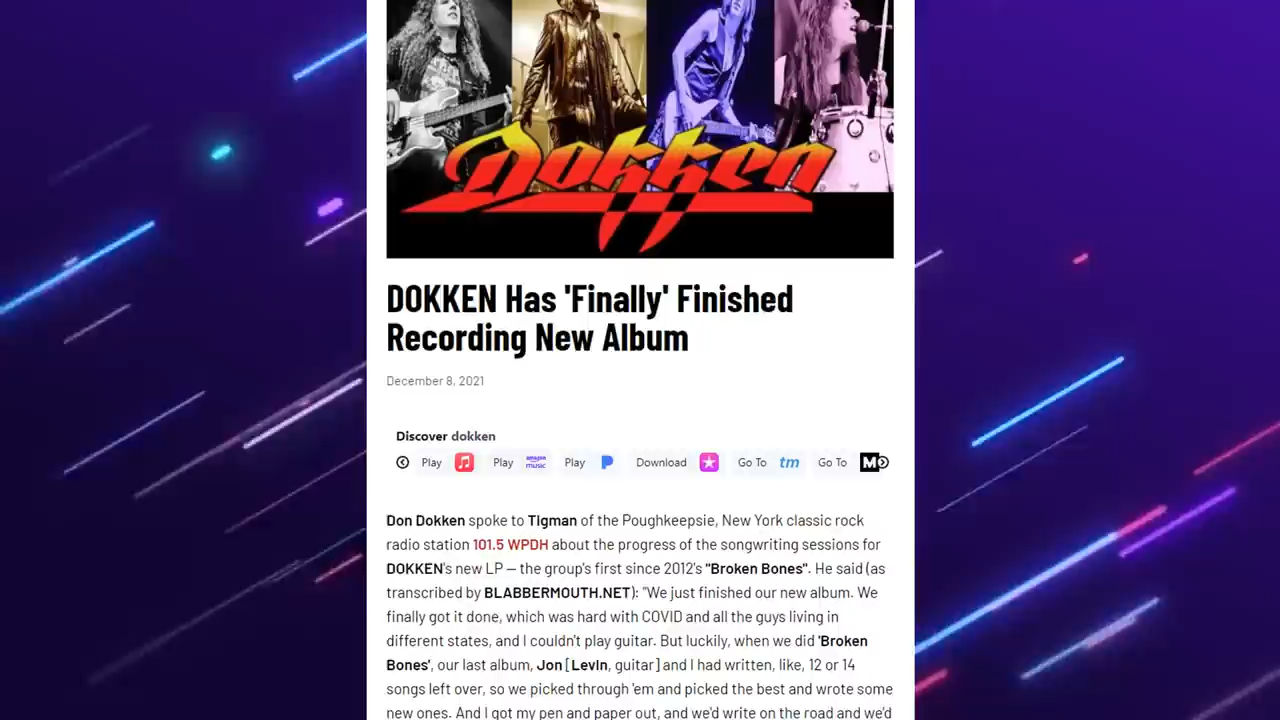 DOKKEN
DOKKEN Has 'Finally' Finished
Recording New Album
December 8, 2021
Discover dokken
Play Play amazon music Play Download Go To tm Go To M
Don Dokken spoke to Tigman of the Poughkeepsie, New York classic rock
radio station 101.5 WPDH about the progress of the songwriting sessions for
DOKKEN's new LP — the group's first since 2012's "Broken Bones". He said (as
transcribed by BLABBERMOUTH.NET): "We just finished our new album. We
finally got it done, which was hard with COVID and all the guys living in
different states, and I couldn't play guitar. But luckily, when we did 'Broken
Bones', our last album, Jon [Levin, guitar] and I had written, like, 12 or 14
songs left over, so we picked through 'em and picked the best and wrote some
new ones. And I got my pen and paper out, and we'd write on the road and we'd